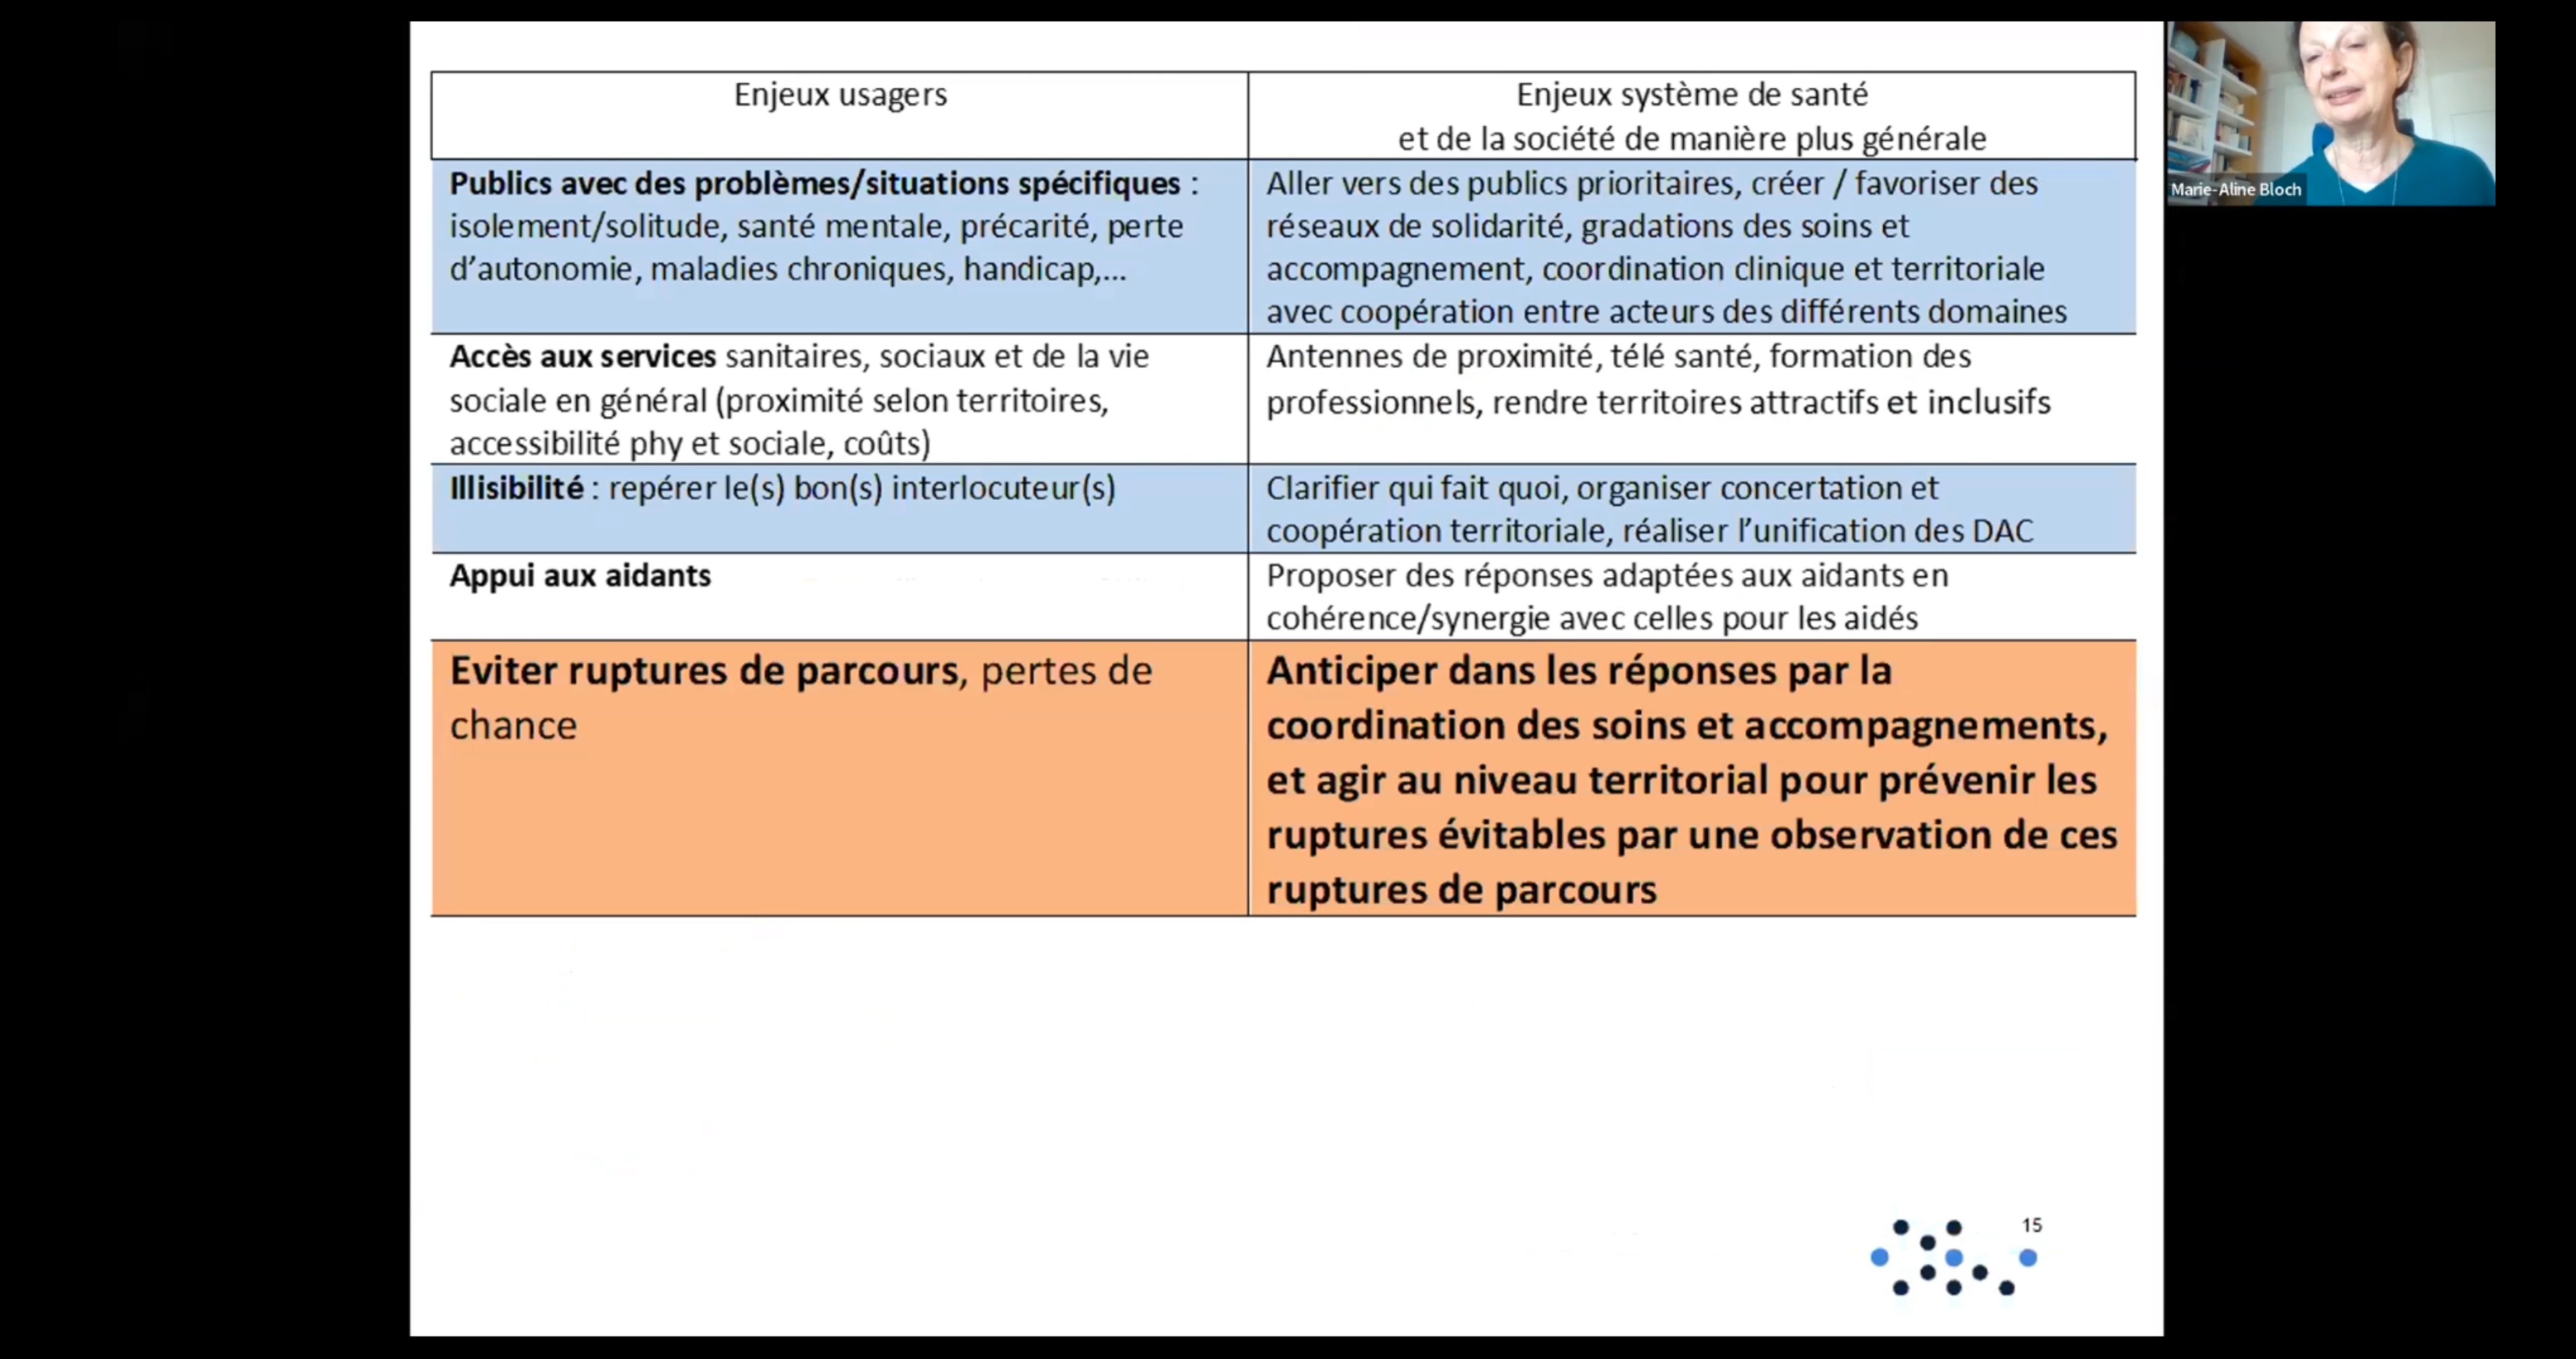 Enjeux usagers
Enjeux système de santé
et de la société de manière plus générale
Publics avec des problèmes/situations spécifiques :
isolement/solitude, santé mentale, précarité, perte
d’autonomie, maladies chroniques, handicap,...
Aller vers des publics prioritaires, créer / favoriser des
réseaux de solidarité, gradations des soins et
accompagnement, coordination clinique et territoriale
avec coopération entre acteurs des différents domaines
Accès aux services sanitaires, sociaux et de la vie
sociale en général (proximité selon territoires,
accessibilité phy et sociale, coûts)
Antennes de proximité, télé santé, formation des
professionnels, rendre territoires attractifs et inclusifs
Illisibilité : repérer le(s) bon(s) interlocuteur(s)
Clarifier qui fait quoi, organiser concertation et
coopération territoriale, réaliser l’unification des DAC
Appui aux aidants
Proposer des réponses adaptées aux aidants en
cohérence/synergie avec celles pour les aidés
Eviter ruptures de parcours, pertes de
chance
Anticiper dans les réponses par la
coordination des soins et accompagnements,
et agir au niveau territorial pour prévenir les
ruptures évitables par une observation de ces
ruptures de parcours
15
Marie-Aline Bloch